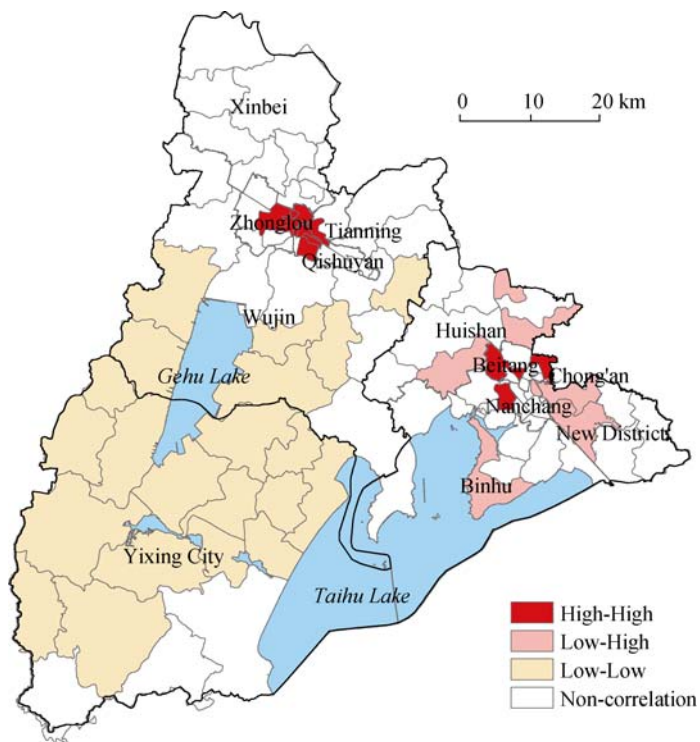 Xinbei
0 10 20 km
Zhonglou
Tianning
Qishuyan
Wujin
Huishan
Gehu Lake
Beitang
Chong'an
Nanchang
New District
Binhu
Yixing City
Taihu Lake
High-High
Low-High
Low-Low
Non-correlation